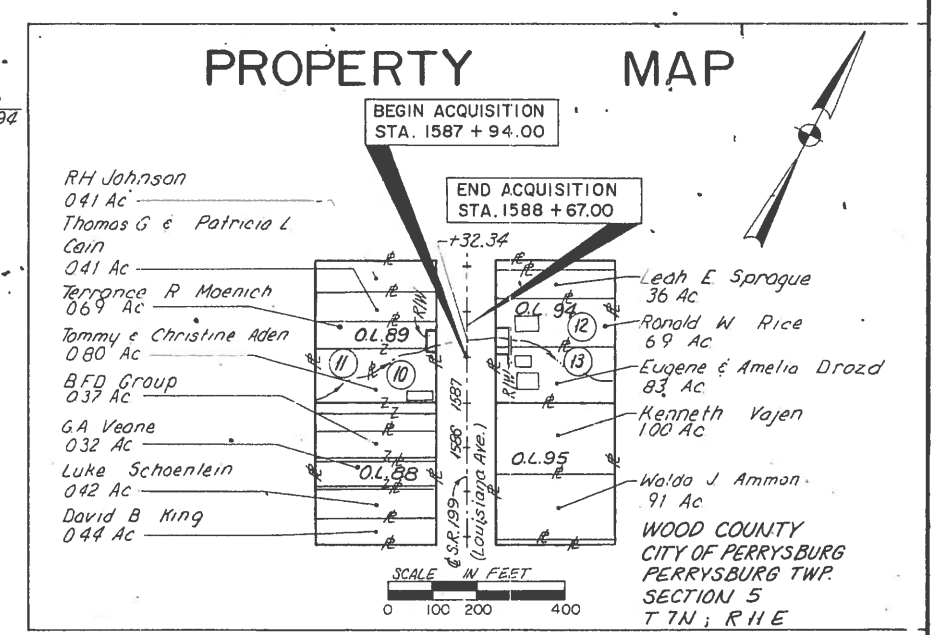 94
PROPERTY MAP
BEGIN ACQUISITION
STA. 1587 + 94.00
END ACQUISITION
STA. 1588 + 67.00
+32.34
RH Johnson
041 Ac
Thomas G & Patricia L
Cain
041 Ac
Terrance R Moenich
069 Ac
Tommy & Christine Aden
080 Ac
BFD Group
037 Ac
G.A Veane
032 Ac
Luke Schoenlein
042 Ac
David B King
044 Ac
O.L.89
R/W
11
10
O.L.88
1587
1586
℄ S.R. 199
(Louisiana Ave.)
O.L. 94
12
13
R/W
O.L.95
Leah E Sprague
36 Ac
Ronald W Rice
69 Ac
Eugene & Amelia Drozd
83 Ac
Kenneth Vajen
100 Ac
Waldo J Ammon
91 Ac
WOOD COUNTY
CITY OF PERRYSBURG
PERRYSBURG TWP.
SECTION 5
T 7N ; R 11 E
SCALE IN FEET
0 100 200 400